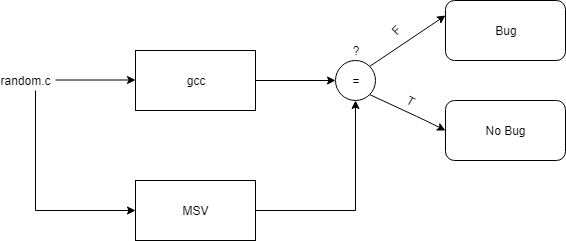 random.c
gcc
MSV
?
=
F
T
Bug
No Bug